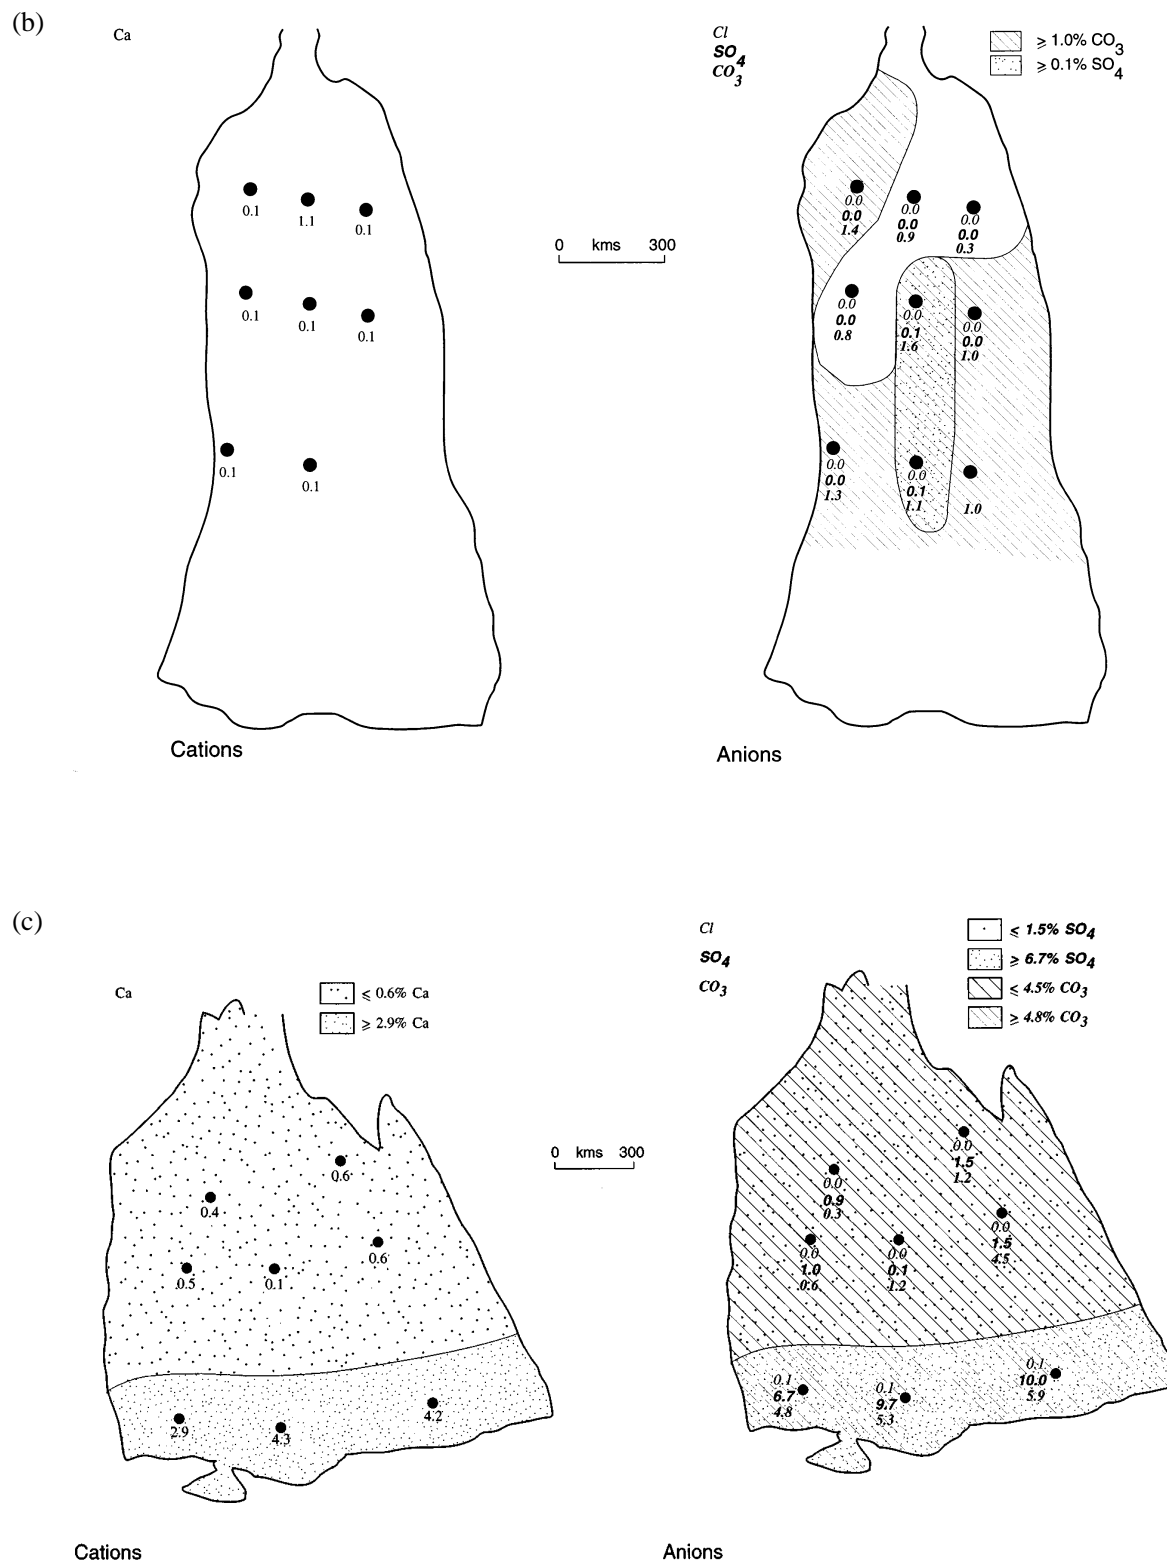 (b)
Ca
Cl
SO4
CO3
≥ 1.0% CO3
≥ 0.1% SO4
0.1
1.1
0.1
0.1
0.1
0.1
0.1
0.1
0 kms 300
0.0
0.0
1.4
0.0
0.0
0.9
0.0
0.0
0.3
0.0
0.0
0.8
0.0
0.1
1.6
0.0
0.0
1.0
0.0
0.0
1.3
0.0
0.1
1.1
1.0
Cations
Anions
(c)
Ca
≤ 0.6% Ca
≥ 2.9% Ca
Cl
SO4
CO3
≤ 1.5% SO4
≥ 6.7% SO4
≤ 4.5% CO3
≥ 4.8% CO3
0.6
0.4
0.6
0.5
0.1
4.2
2.9
4.3
0 kms 300
0.0
1.5
1.2
0.0
0.9
0.3
0.0
1.5
4.5
0.0
1.0
0.6
0.0
0.1
1.2
0.1
10.0
5.9
0.1
6.7
4.8
0.1
9.7
5.3
Cations
Anions